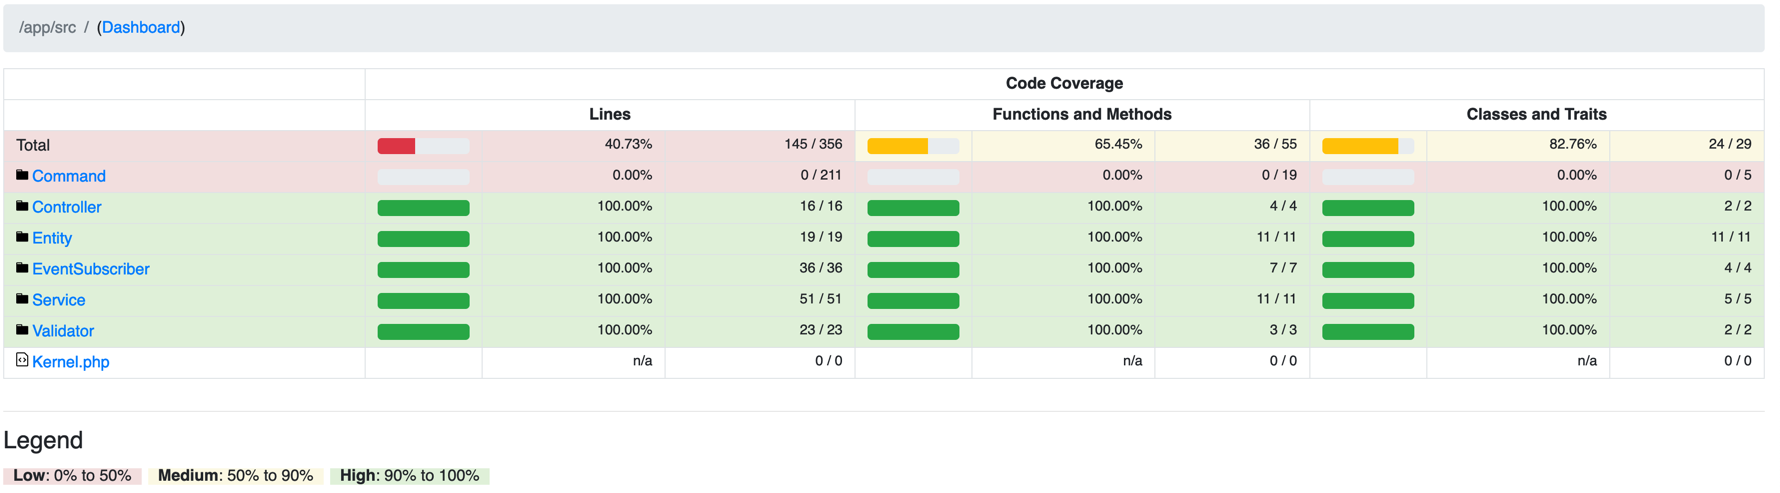 /app/src / (Dashboard)
Code Coverage
Lines Functions and Methods Classes and Traits
Total 40.73% 145 / 356 65.45% 36 / 55 82.76% 24 / 29
Command 0.00% 0 / 211 0.00% 0 / 19 0.00% 0 / 5
Controller 100.00% 16 / 16 100.00% 4 / 4 100.00% 2 / 2
Entity 100.00% 19 / 19 100.00% 11 / 11 100.00% 11 / 11
EventSubscriber 100.00% 36 / 36 100.00% 7 / 7 100.00% 4 / 4
Service 100.00% 51 / 51 100.00% 11 / 11 100.00% 5 / 5
Validator 100.00% 23 / 23 100.00% 3 / 3 100.00% 2 / 2
Kernel.php n/a 0 / 0 n/a 0 / 0 n/a 0 / 0
Legend
Low: 0% to 50% Medium: 50% to 90% High: 90% to 100%